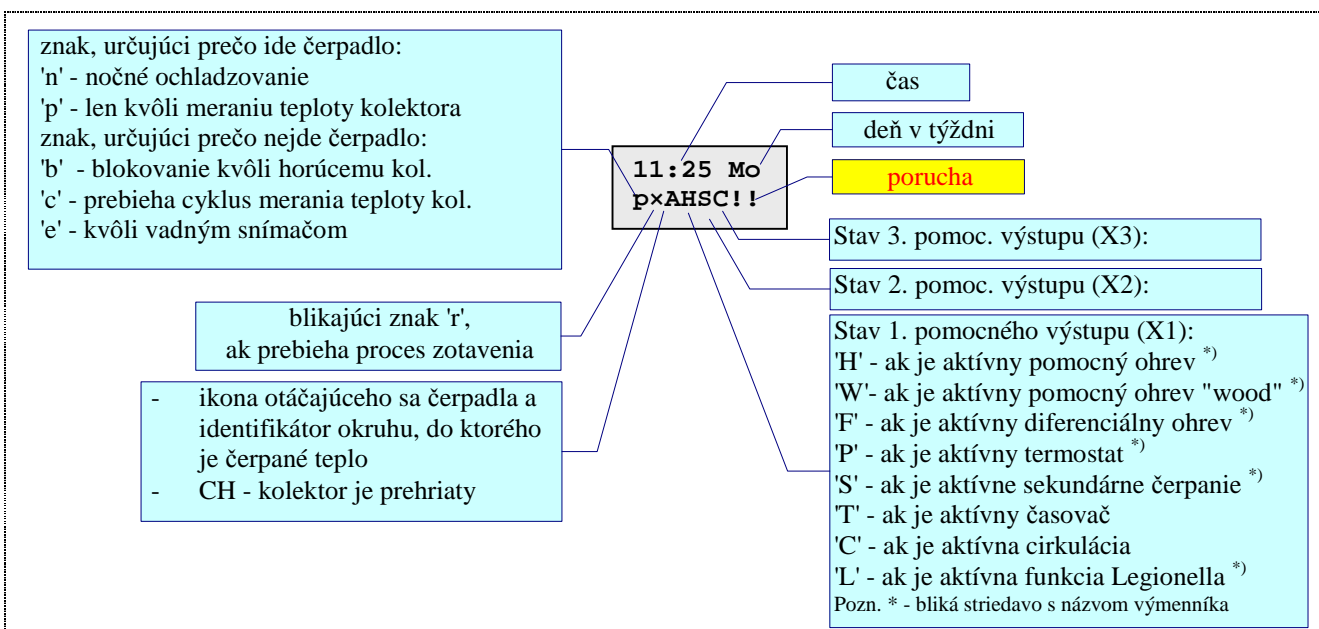 znak, určujúci prečo ide čerpadlo:
'n' - nočné ochladzovanie
'p' - len kvôli meraniu teploty kolektora
znak, určujúci prečo nejde čerpadlo:
'b' - blokovanie kvôli horúcemu kol.
'c' - prebieha cyklus merania teploty kol.
'e' - kvôli vadným snímačom
čas
deň v týždni
porucha
11:25 Mo
p×AHSC!!
Stav 3. pomoc. výstupu (X3):
Stav 2. pomoc. výstupu (X2):
blikajúci znak 'r',
ak prebieha proces zotavenia
- ikona otáčajúceho sa čerpadla a
identifikátor okruhu, do ktorého
je čerpané teplo
- CH - kolektor je prehriaty
Stav 1. pomocného výstupu (X1):
'H' - ak je aktívny pomocný ohrev *)
'W'- ak je aktívny pomocný ohrev "wood" *)
'F' - ak je aktívny diferenciálny ohrev *)
'P' - ak je aktívny termostat *)
'S' - ak je aktívne sekundárne čerpanie *)
'T' - ak je aktívny časovač
'C' - ak je aktívna cirkulácia
'L' - ak je aktívna funkcia Legionella *)
Pozn. * - bliká striedavo s názvom výmenníka